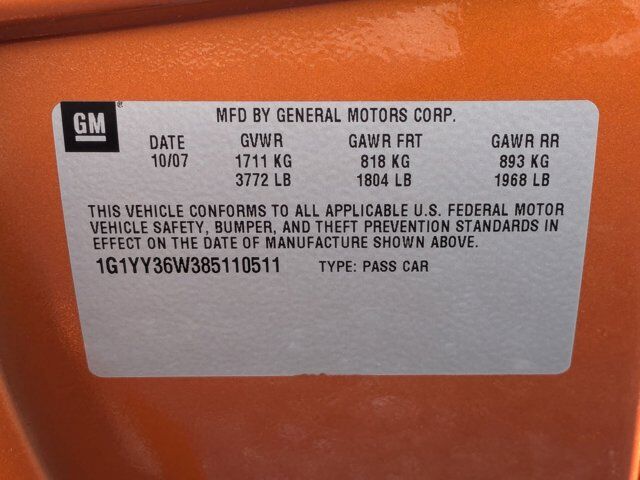 GM
MFD BY GENERAL MOTORS CORP.
DATE GVWR GAWR FRT GAWR RR
10/07 1711 KG 818 KG 893 KG
3772 LB 1804 LB 1968 LB
THIS VEHICLE CONFORMS TO ALL APPLICABLE U.S. FEDERAL MOTOR
VEHICLE SAFETY, BUMPER, AND THEFT PREVENTION STANDARDS IN
EFFECT ON THE DATE OF MANUFACTURE SHOWN ABOVE.
1G1YY36W385110511 TYPE: PASS CAR